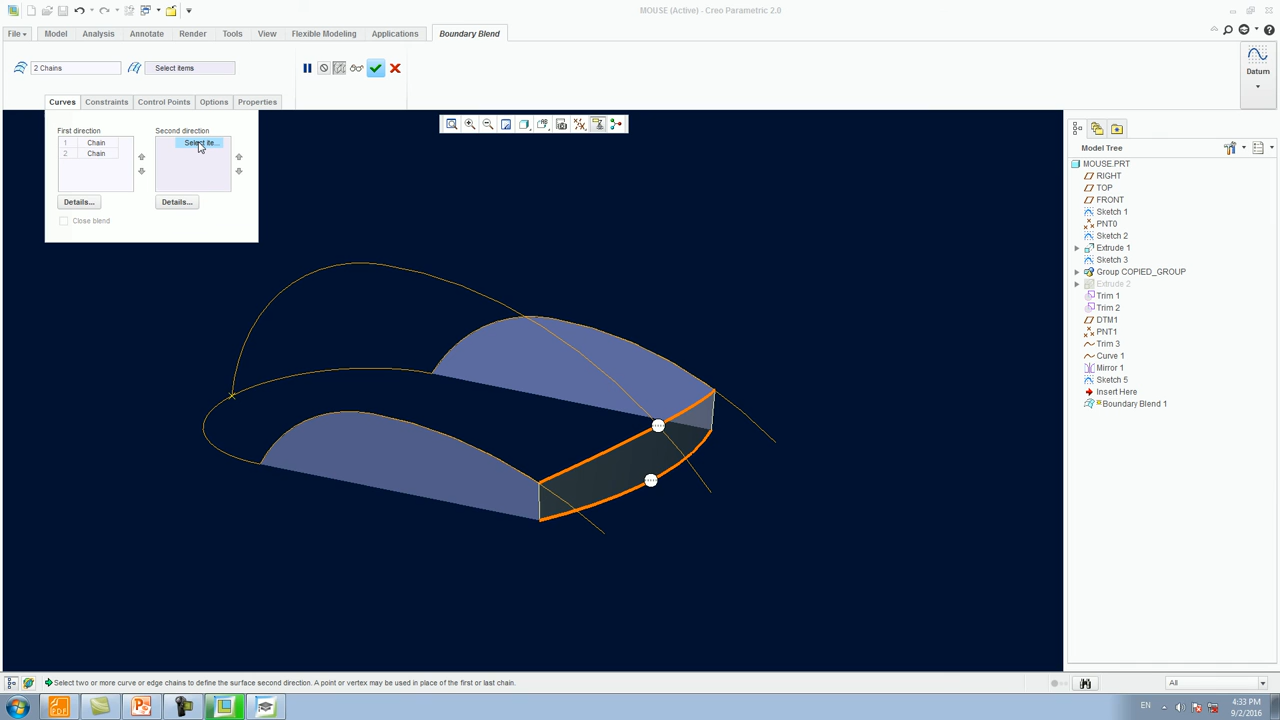 MOUSE (Active) - Creo Parametric 2.0
File
Model
Analysis
Annotate
Render
Tools
View
Flexible Modeling
Applications
Boundary Blend
2 Chains
Select items
Datum
Curves
Constraints
Control Points
Options
Properties
First direction
Second direction
1 Chain
2 Chain
Select ite...
Details...
Details...
Close blend
Model Tree
MOUSE.PRT
RIGHT
TOP
FRONT
Sketch 1
PNT0
Sketch 2
Extrude 1
Sketch 3
Group COPIED_GROUP
Extrude 2
Trim 1
Trim 2
DTM1
PNT1
Trim 3
Curve 1
Mirror 1
Sketch 5
Insert Here
Boundary Blend 1
Select two or more curve or edge chains to define the surface second direction. A point or vertex may be used in place of the first or last chain.
All
EN
4:33 PM
9/2/2016